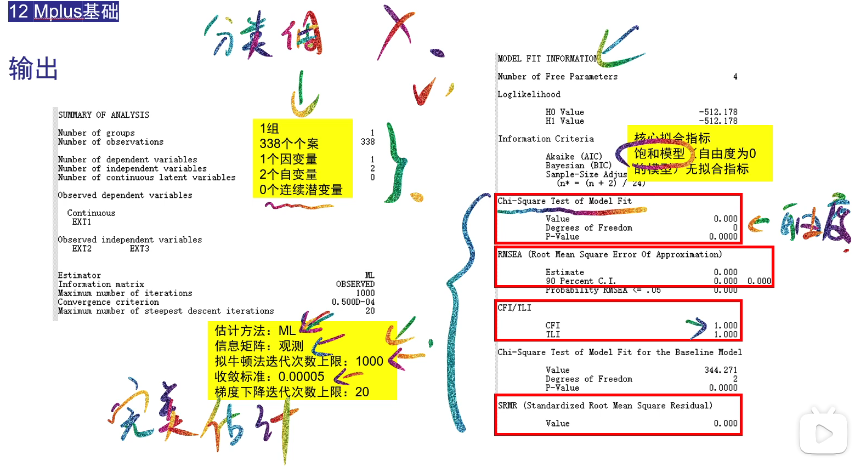 12 Mplus基础
输出
分类
SUMMARY OF ANALYSIS
Number of groups 1
Number of observations 338
Number of dependent variables 1
Number of independent variables 2
Number of continuous latent variables 0
Observed dependent variables
Continuous
EXT1
Observed independent variables
EXT2 EXT3
Estimator ML
Information matrix OBSERVED
Maximum number of iterations 1000
Convergence criterion 0.500D-04
Maximum number of steepest descent iterations 20
1组
338个个案
1个因变量
2个自变量
0个连续潜变量
估计方法：ML
信息矩阵：观测
拟牛顿法迭代次数上限：1000
收敛标准：0.00005
梯度下降迭代次数上限：20
完美估计
MODEL FIT INFORMATION
Number of Free Parameters 4
Loglikelihood
H0 Value -512.178
H1 Value -512.178
Information Criteria
Akaike (AIC)
Bayesian (BIC)
Sample-Size Adjus
(n* = (n + 2) / 24)
核心拟合指标
饱和模型（自由度为0
的模型）无拟合指标
Chi-Square Test of Model Fit
Value 0.000
Degrees of Freedom 0
P-Value 0.0000
自由度
RMSEA (Root Mean Square Error Of Approximation)
Estimate 0.000
90 Percent C.I. 0.000 0.000
Probability RMSEA <= .05 0.000
CFI/TLI
CFI 1.000
TLI 1.000
Chi-Square Test of Model Fit for the Baseline Model
Value 344.271
Degrees of Freedom 2
P-Value 0.0000
SRMR (Standardized Root Mean Square Residual)
Value 0.000